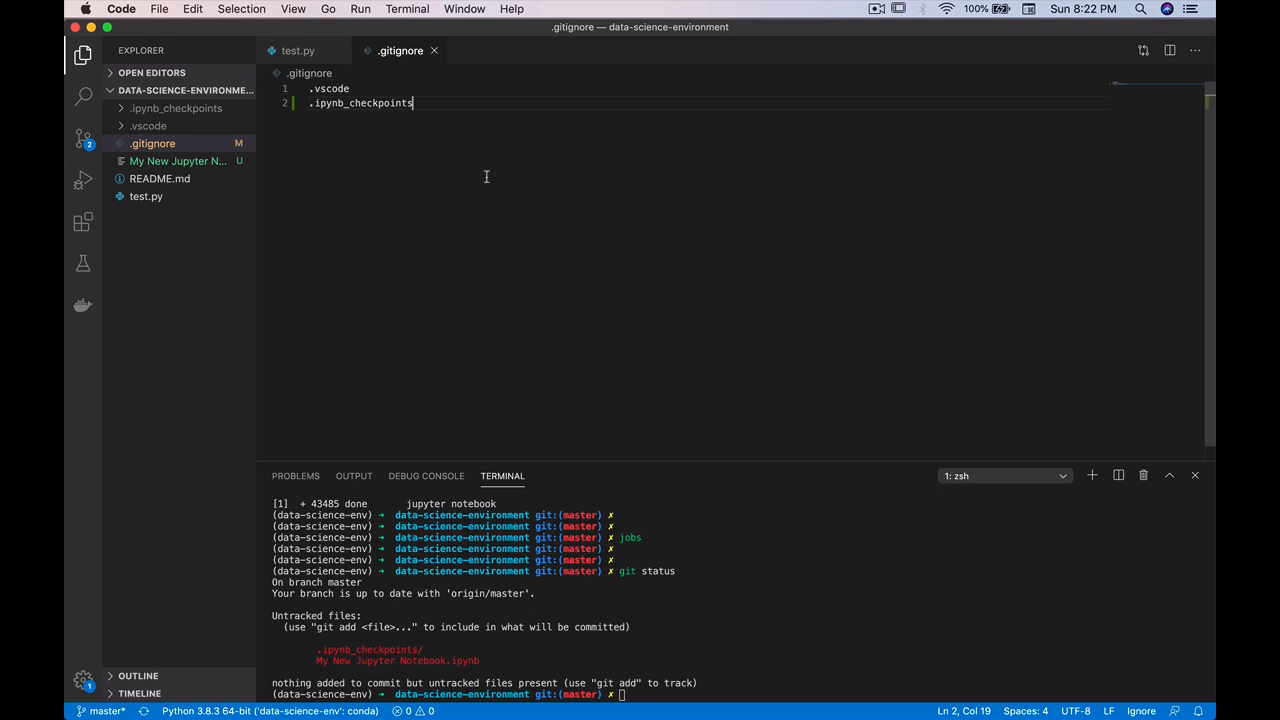 Code File Edit Selection View Go Run Terminal Window Help 100% Sun 8:22 PM
.gitignore — data-science-environment
EXPLORER
test.py .gitignore
OPEN EDITORS
.gitignore
DATA-SCIENCE-ENVIRONME...
1 .vscode
2 .ipynb_checkpoints
.ipynb_checkpoints
.vscode
.gitignore M
My New Jupyter N... U
README.md
test.py
2
PROBLEMS OUTPUT DEBUG CONSOLE TERMINAL 1: zsh
[1] + 43485 done jupyter notebook
(data-science-env) ➜ data-science-environment git:(master) ✗
(data-science-env) ➜ data-science-environment git:(master) ✗
(data-science-env) ➜ data-science-environment git:(master) ✗ jobs
(data-science-env) ➜ data-science-environment git:(master) ✗
(data-science-env) ➜ data-science-environment git:(master) ✗
(data-science-env) ➜ data-science-environment git:(master) ✗ git status
On branch master
Your branch is up to date with 'origin/master'.
Untracked files:
(use "git add <file>..." to include in what will be committed)
.ipynb_checkpoints/
My New Jupyter Notebook.ipynb
nothing added to commit but untracked files present (use "git add" to track)
(data-science-env) ➜ data-science-environment git:(master) ✗
OUTLINE
TIMELINE
1
master* Python 3.8.3 64-bit ('data-science-env': conda) 0 0 Ln 2, Col 19 Spaces: 4 UTF-8 LF Ignore